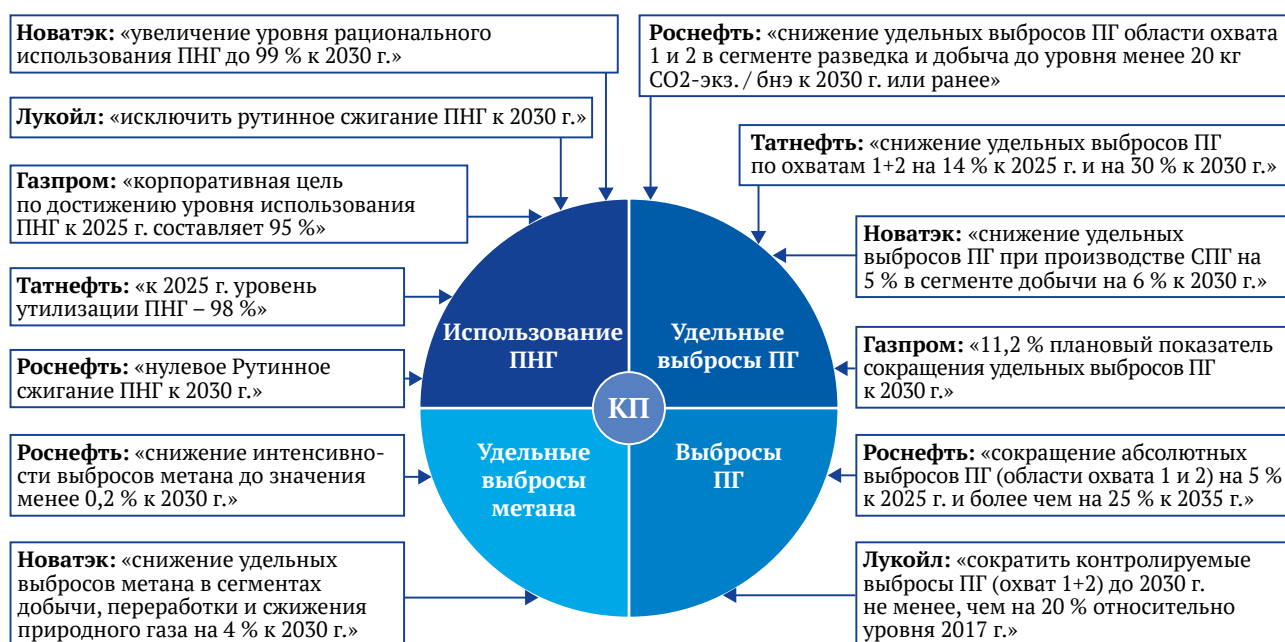 Новатэк: «увеличение уровня рационального
использования ПНГ до 99 % к 2030 г.»
Лукойл: «исключить рутинное сжигание ПНГ к 2030 г.»
Газпром: «корпоративная цель
по достижению уровня использования
ПНГ к 2025 г. составляет 95 %»
Татнефть: «к 2025 г. уровень
утилизации ПНГ – 98 %»
Роснефть: «нулевое Рутинное
сжигание ПНГ к 2030 г.»
Роснефть: «снижение интенсивно-
сти выбросов метана до значения
менее 0,2 % к 2030 г.»
Новатэк: «снижение удельных
выбросов метана в сегментах
добычи, переработки и сжижения
природного газа на 4 % к 2030 г.»
Использование
ПНГ
Удельные
выбросы ПГ
КП
Удельные
выбросы
метана
Выбросы
ПГ
Роснефть: «снижение удельных выбросов ПГ области охвата
1 и 2 в сегменте разведка и добыча до уровня менее 20 кг
СО2-экз. / бнэ к 2030 г. или ранее»
Татнефть: «снижение удельных выбросов ПГ
по охватам 1+2 на 14 % к 2025 г. и на 30 % к 2030 г.»
Новатэк: «снижение удельных
выбросов ПГ при производстве СПГ на
5 % в сегменте добычи на 6 % к 2030 г.»
Газпром: «11,2 % плановый показатель
сокращения удельных выбросов ПГ
к 2030 г.»
Роснефть: «сокращение абсолютных
выбросов ПГ (области охвата 1 и 2) на 5 %
к 2025 г. и более чем на 25 % к 2035 г.»
Лукойл: «сократить контролируемые
выбросы ПГ (охват 1+2) до 2030 г.
не менее, чем на 20 % относительно
уровня 2017 г.»